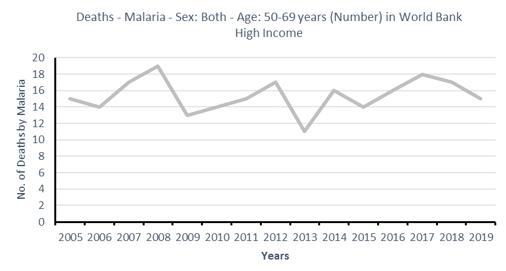 Deaths - Malaria - Sex: Both - Age: 50-69 years (Number) in World Bank
High Income
No. of Deaths by Malaria
20
18
16
14
12
10
8
6
4
2
0
2005 2006 2007 2008 2009 2010 2011 2012 2013 2014 2015 2016 2017 2018 2019
Years